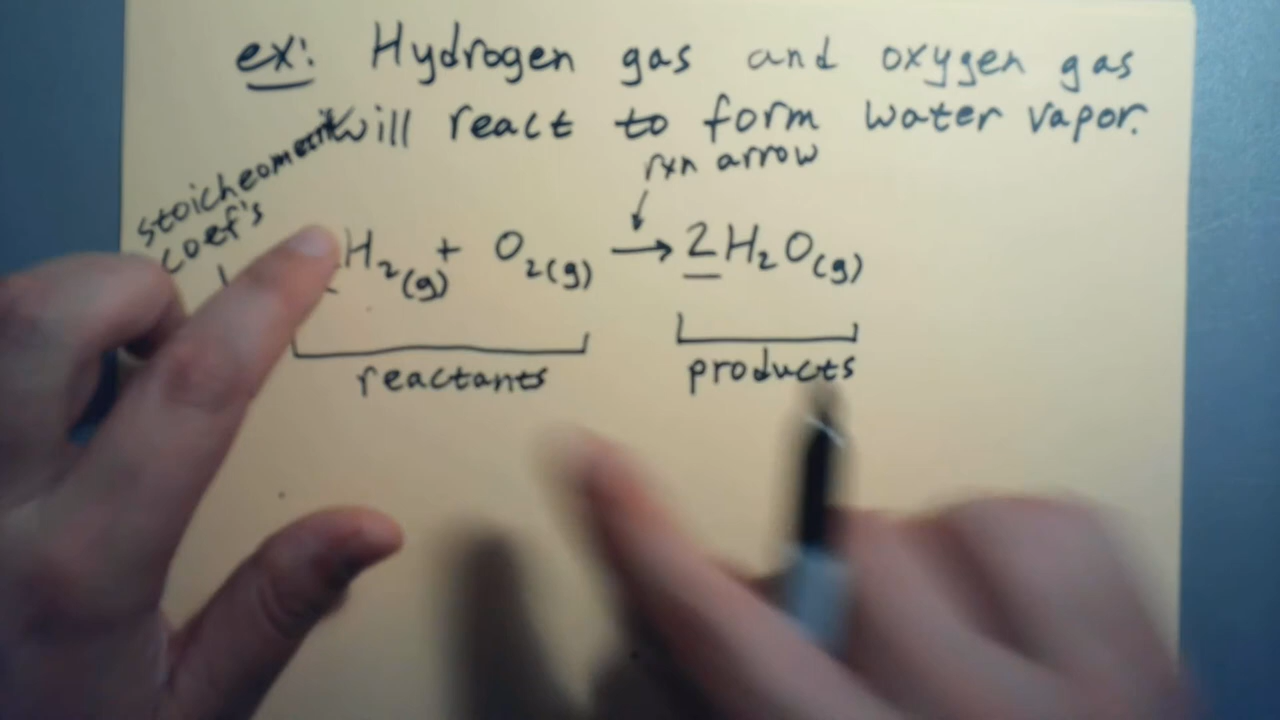 ex: Hydrogen gas and oxygen gas
will react to form water vapor.
rxn arrow
stoicheometric
coef's
H₂(g) + O₂(g) → 2H₂O(g)
reactants products